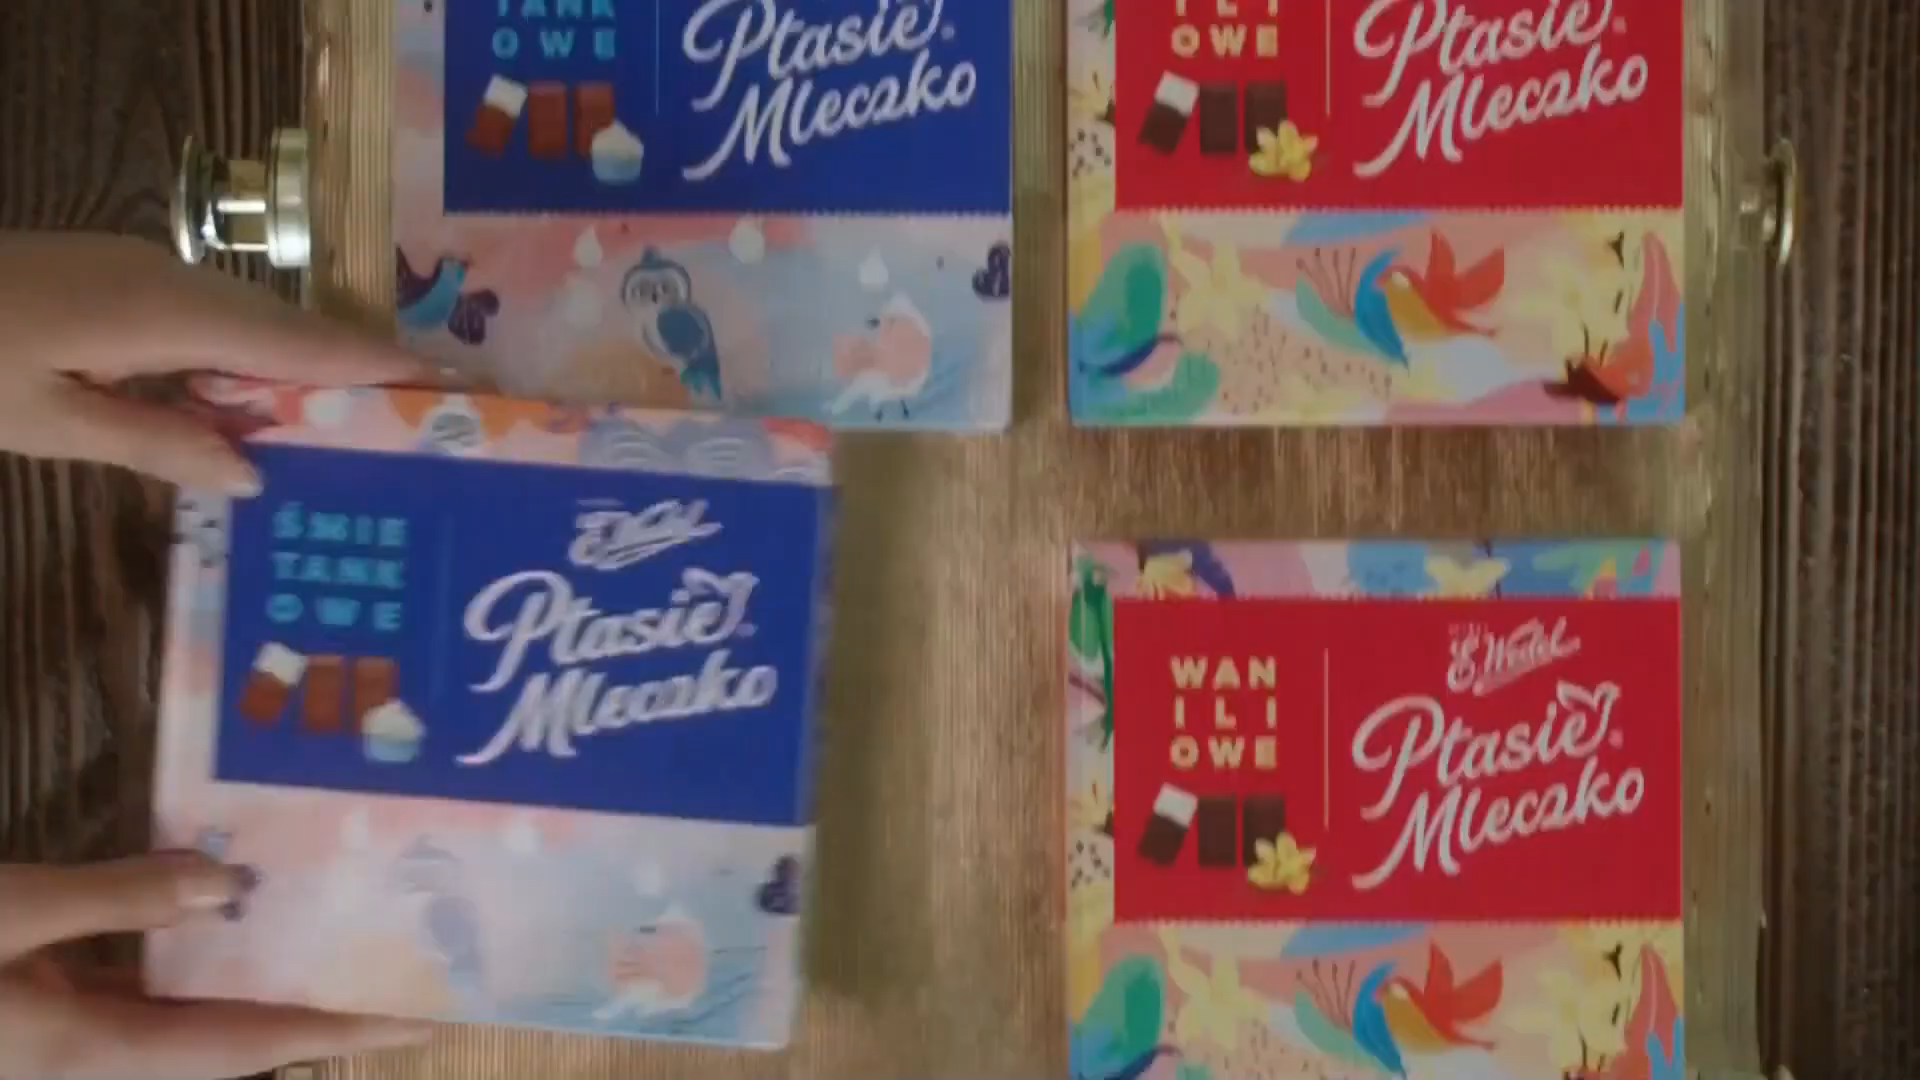 TANK
OWE
Ptasie
Mleczko
ILI
OWE
Ptasie
Mleczko
ŚMIE
TANK
OWE
E.Wedel
Ptasie
Mleczko
WAN
ILI
OWE
E.Wedel
Ptasie
Mleczko